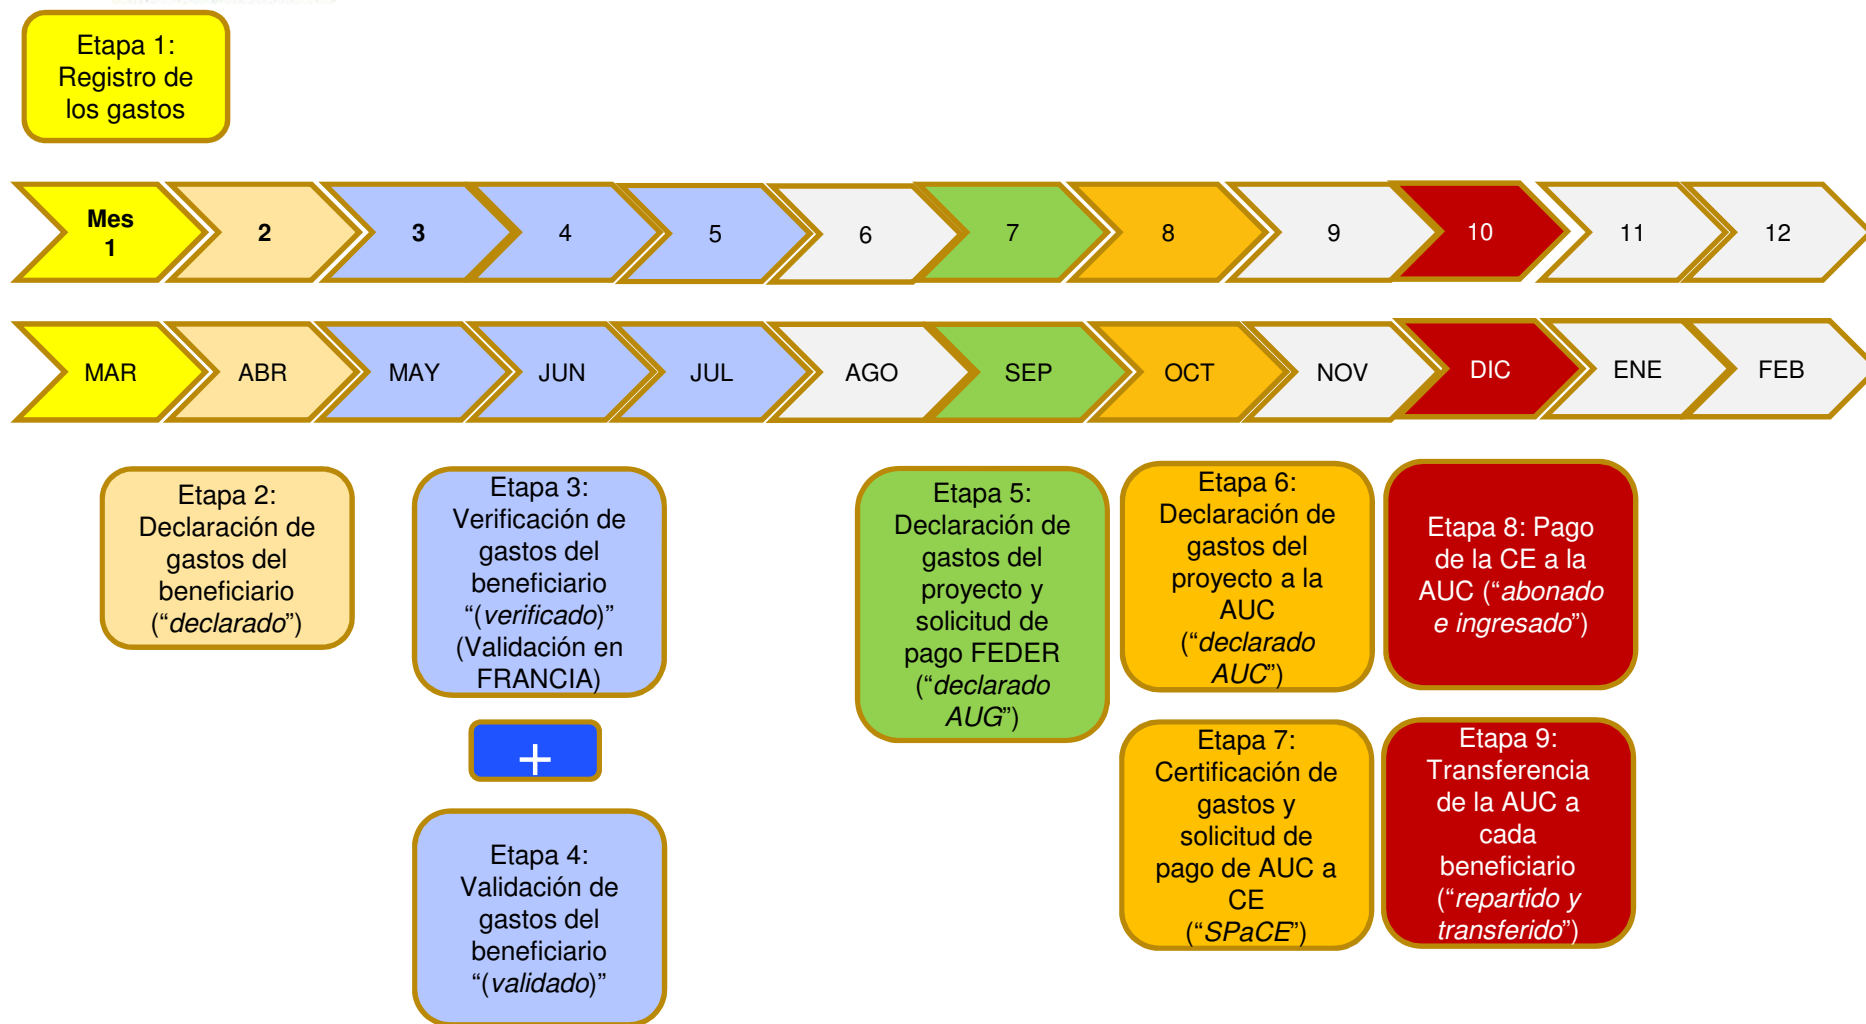 Etapa 1:
Registro de
los gastos
Mes
1
2
3
4
5
6
7
8
9
10
11
12
MAR
ABR
MAY
JUN
JUL
AGO
SEP
OCT
NOV
DIC
ENE
FEB
Etapa 2:
Declaración de
gastos del
beneficiario
(“declarado”)
Etapa 3:
Verificación de
gastos del
beneficiario
“(verificado)”
(Validación en
FRANCIA)
+
Etapa 4:
Validación de
gastos del
beneficiario
“(validado)”
Etapa 5:
Declaración de
gastos del
proyecto y
solicitud de
pago FEDER
(“declarado
AUG”)
Etapa 6:
Declaración de
gastos del
proyecto a la
AUC
(“declarado
AUC”)
Etapa 7:
Certificación de
gastos y
solicitud de
pago de AUC a
CE
(“SPaCE”)
Etapa 8: Pago
de la CE a la
AUC (“abonado
e ingresado”)
Etapa 9:
Transferencia
de la AUC a
cada
beneficiario
(“repartido y
transferido”)